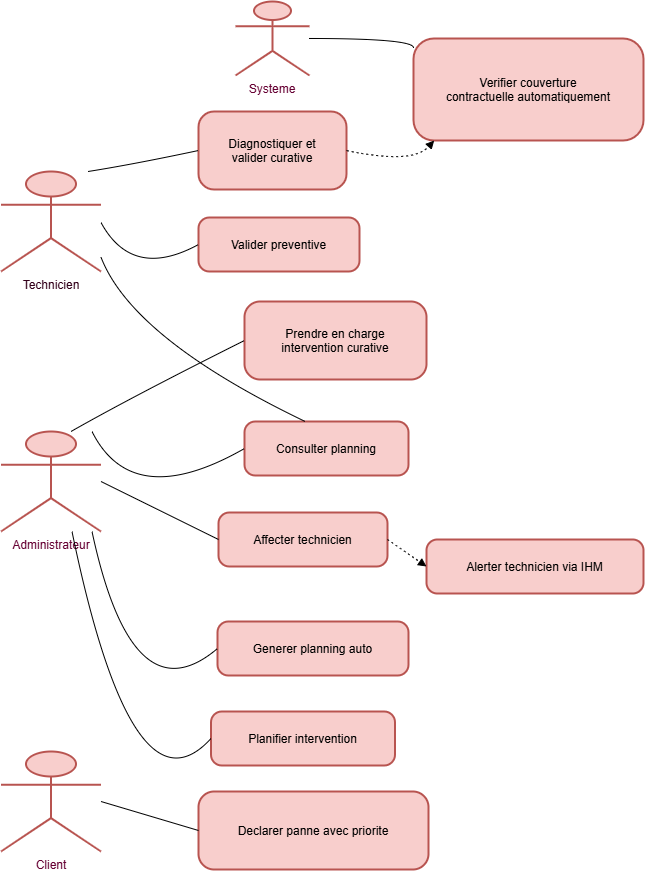 Systeme
Verifier couverture
contractuelle automatiquement
Diagnostiquer et
valider curative
Technicien
Valider preventive
Prendre en charge
intervention curative
Consulter planning
Administrateur
Affecter technicien
Alerter technicien via IHM
Generer planning auto
Planifier intervention
Declarer panne avec priorite
Client